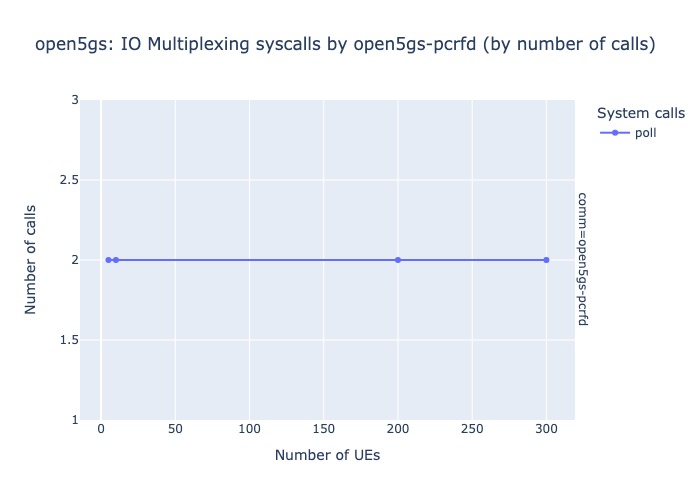 open5gs: IO Multiplexing syscalls by open5gs-pcrfd (by number of calls)
System calls
poll
Number of calls
3
2.5
2
1.5
1
comm=open5gs-pcrfd
0 50 100 150 200 250 300
Number of UEs